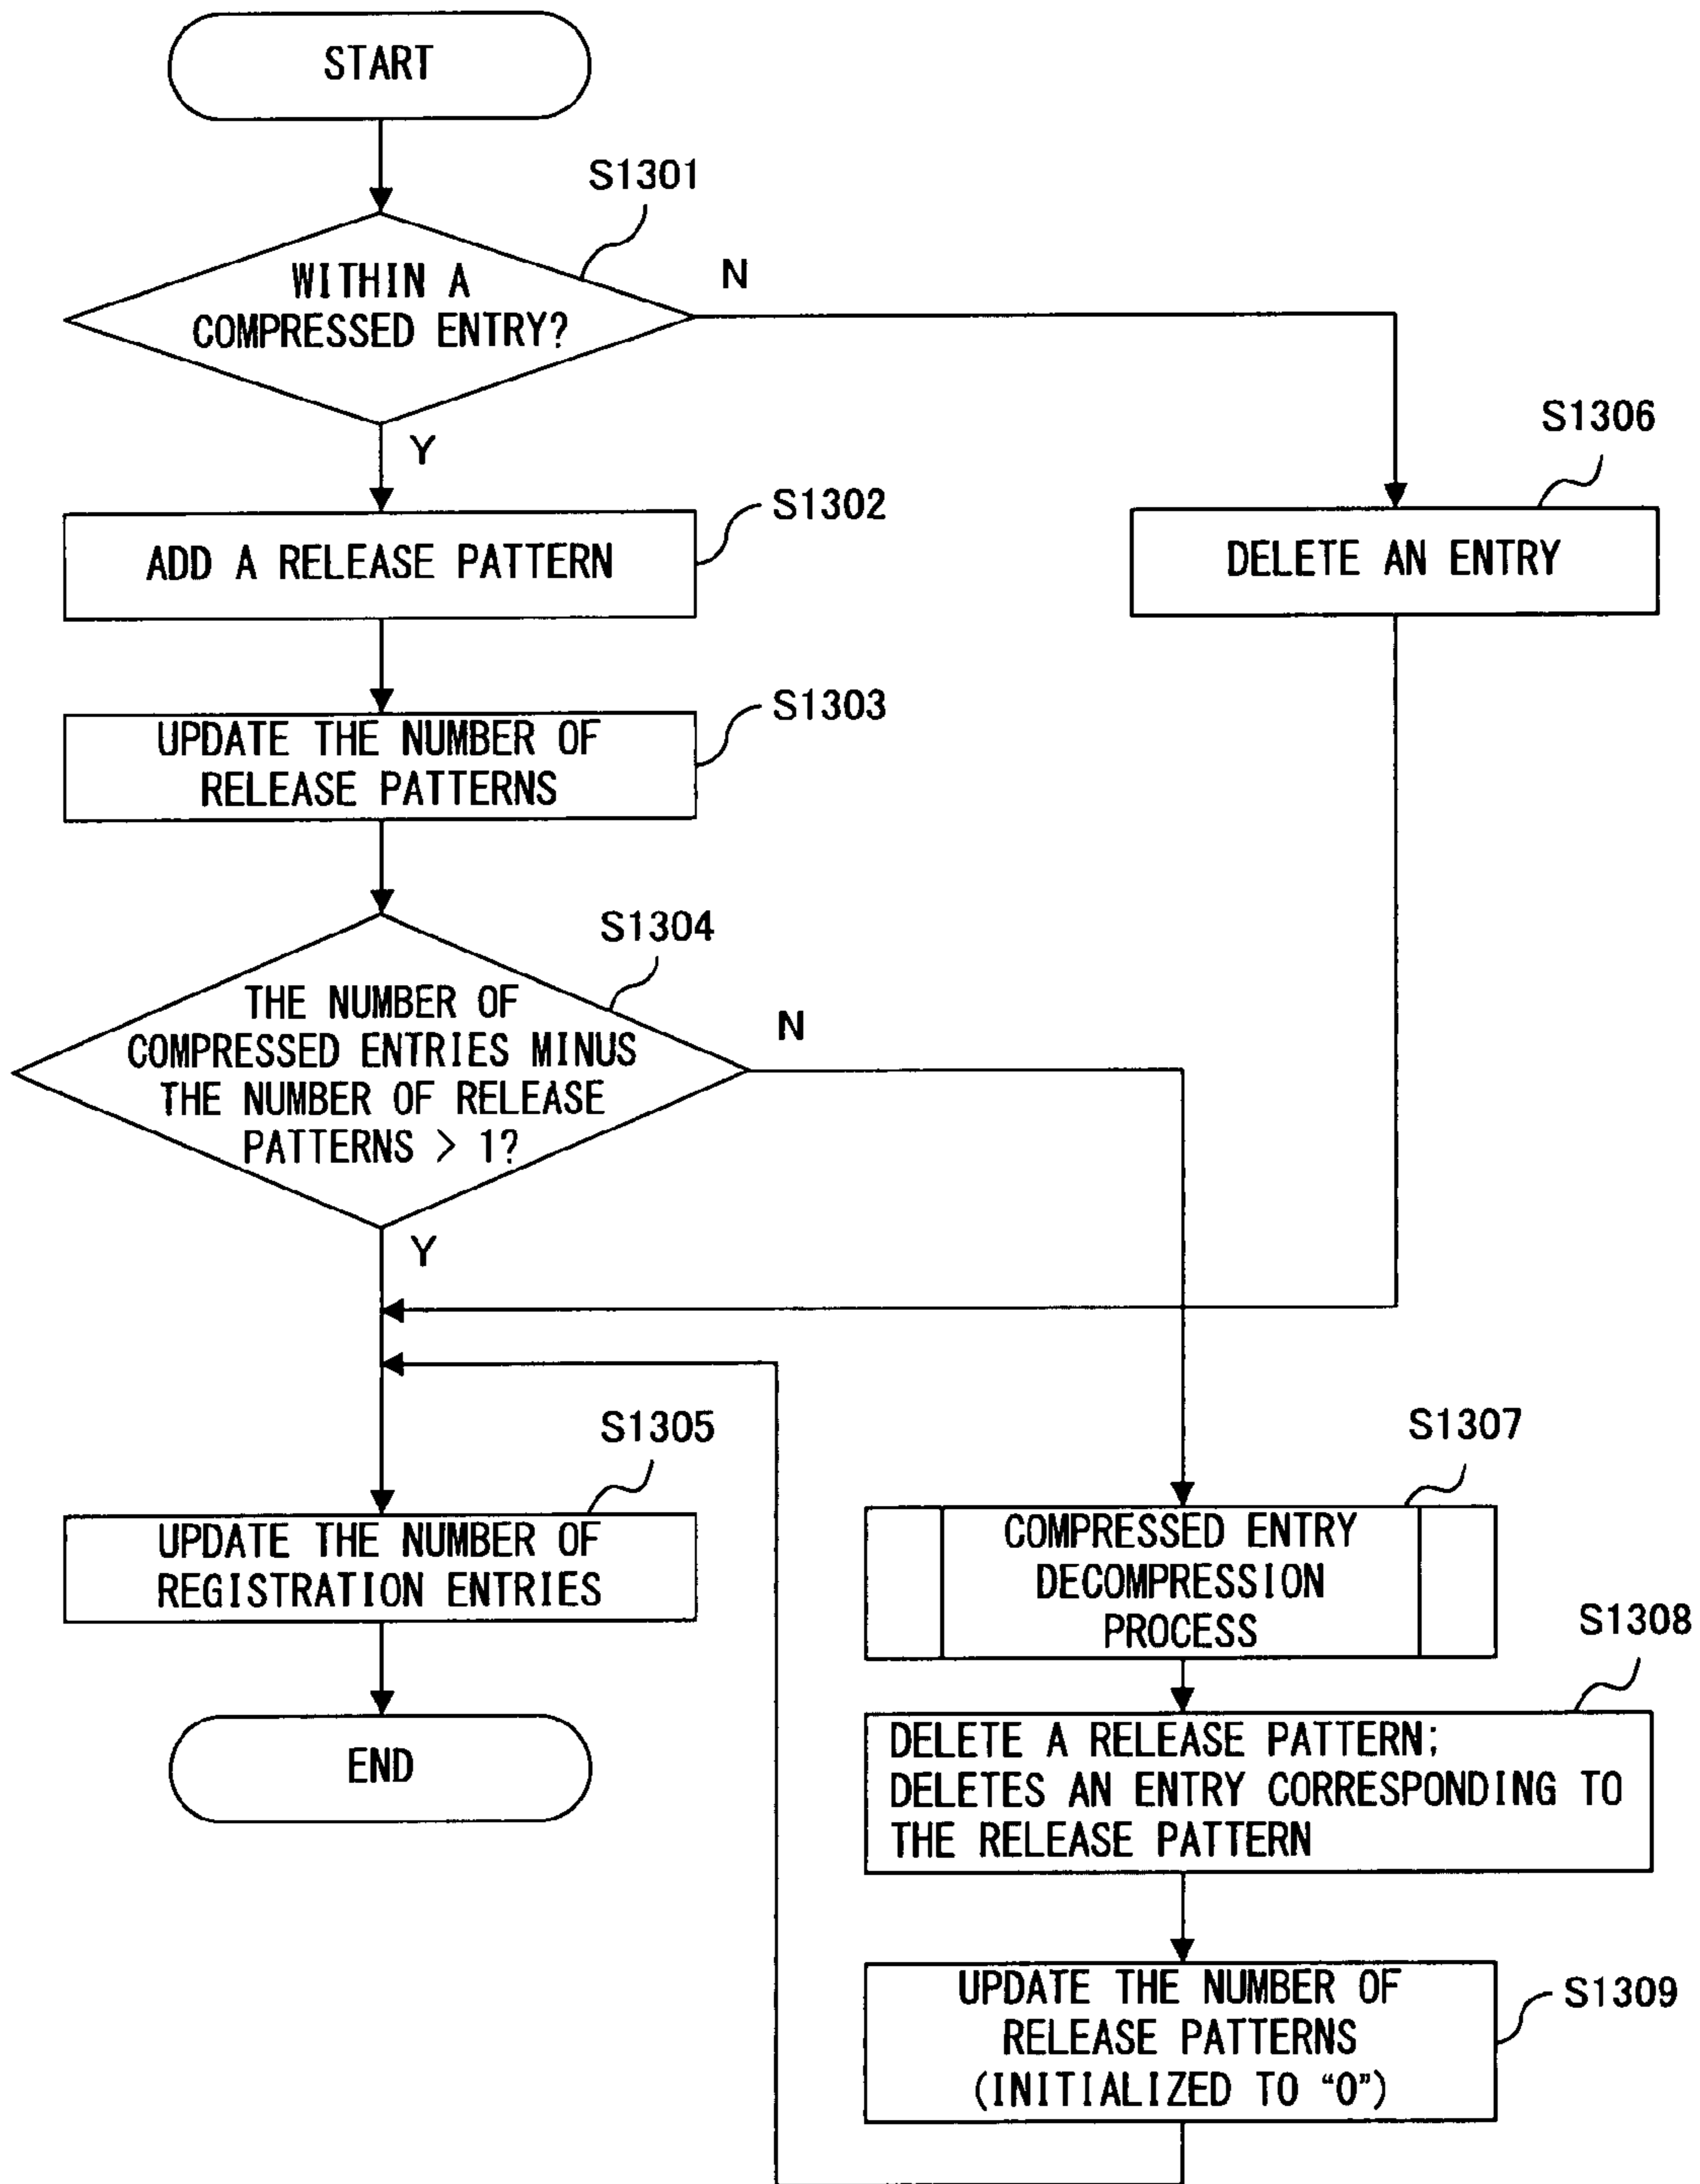 START
S1301
WITHIN A
COMPRESSED ENTRY?
N
Y
S1302
ADD A RELEASE PATTERN
S1306
DELETE AN ENTRY
S1303
UPDATE THE NUMBER OF
RELEASE PATTERNS
S1304
THE NUMBER OF
COMPRESSED ENTRIES MINUS
THE NUMBER OF RELEASE
PATTERNS > 1?
N
Y
S1305
UPDATE THE NUMBER OF
REGISTRATION ENTRIES
END
S1307
COMPRESSED ENTRY
DECOMPRESSION
PROCESS
S1308
DELETE A RELEASE PATTERN;
DELETES AN ENTRY CORRESPONDING TO
THE RELEASE PATTERN
UPDATE THE NUMBER OF
RELEASE PATTERNS
(INITIALIZED TO “0”)
S1309